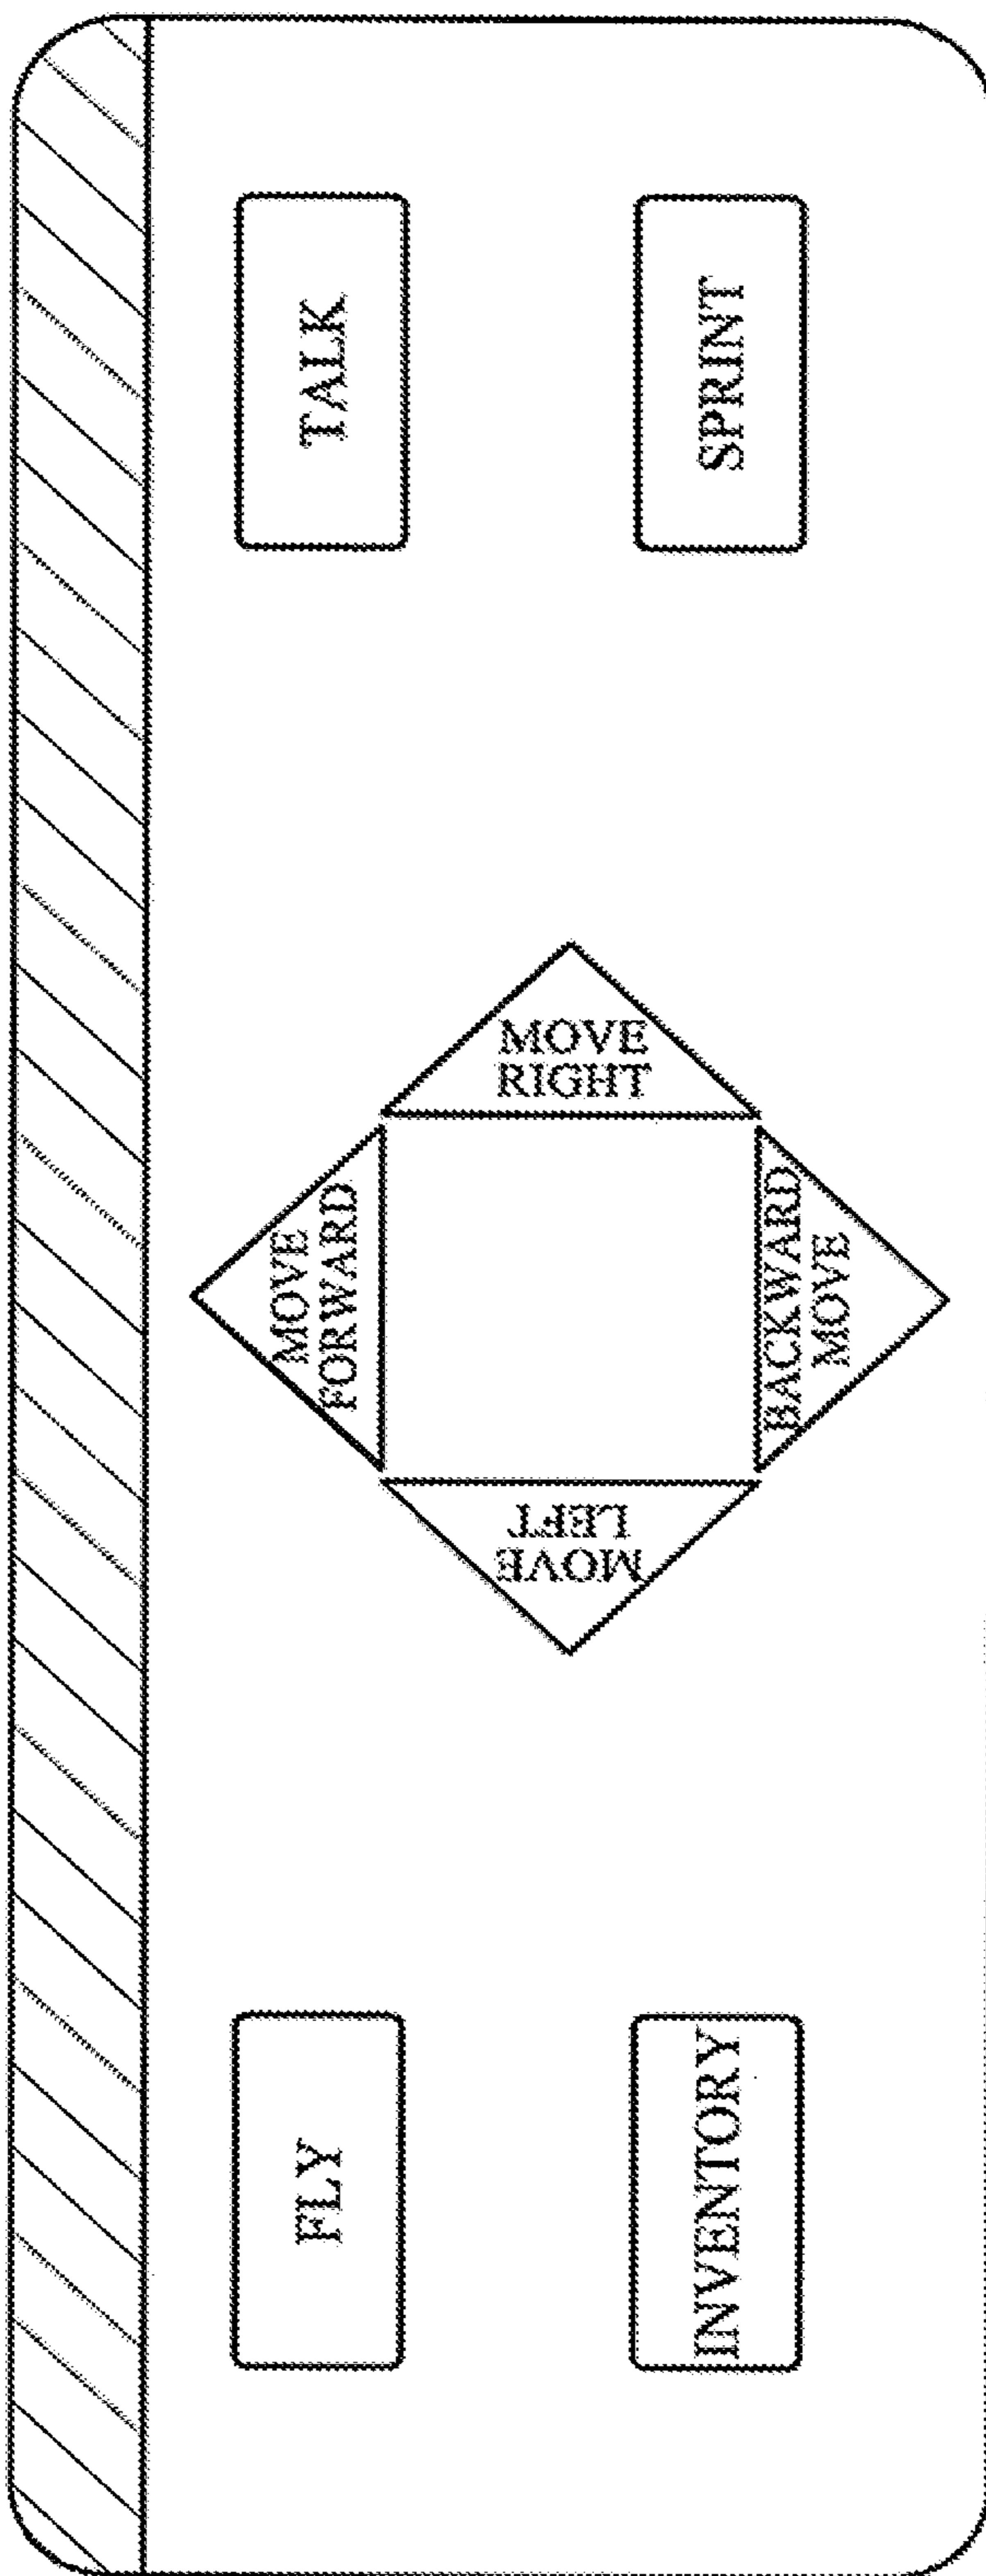 FLY
TALK
MOVE
FORWARD
MOVE
LEFT
MOVE
RIGHT
BACKWARD
MOVE
INVENTORY
SPRINT